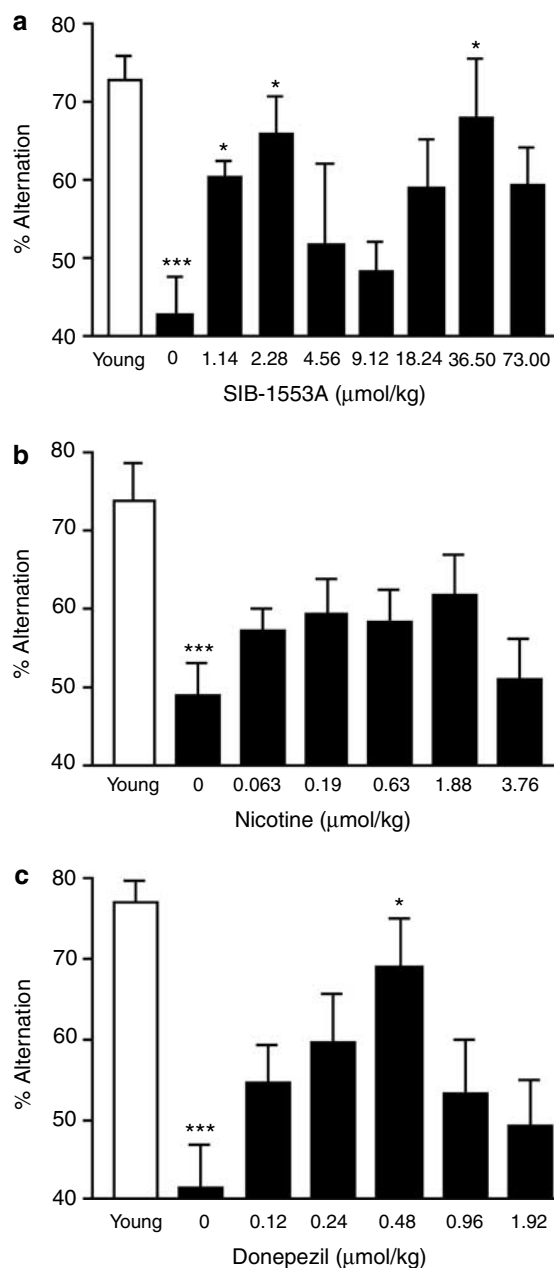 a
80
70
60
50
40
% Alternation
***
*
*
*
Young 0 1.14 2.28 4.56 9.12 18.24 36.50 73.00
SIB-1553A (μmol/kg)
b
80
70
60
50
40
% Alternation
***
Young 0 0.063 0.19 0.63 1.88 3.76
Nicotine (μmol/kg)
c
80
70
60
50
40
% Alternation
***
*
Young 0 0.12 0.24 0.48 0.96 1.92
Donepezil (μmol/kg)